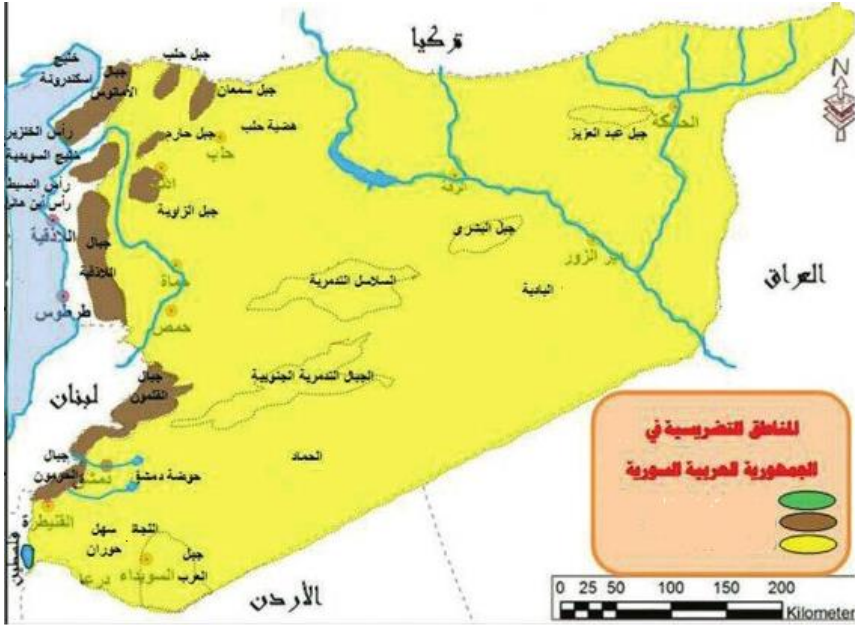 تركيا
خليج
اسكندرونة
جبال
الأمانوس
جبل حلب
جبل سمعان
هضبة حلب
جبل حارم
حلب
رأس الخنزير
خليج السويدية
رأس البسيط
رأس ابن هانئ
اللاذقية
جبل الزاوية
جبال
اللاذقية
حماة
حمص
طرطوس
N
الحسكة
جبل عبد العزيز
الرقة
جبل البشري
دير الزور
البادية
العراق
السلاسل التدمرية
الجبال التدمرية الجنوبية
لبنان
جبال
القلمون
جبال
الحرمون
دمشق
حوضة دمشق
الحماد
القنيطرة
فلسطين
سهل
حوران
اللجاة
جبل
العرب
السويداء
درعا
الأردن
المناطق التضريسية في
الجمهورية العربية السورية
0 25 50 100 150 200
Kilometer